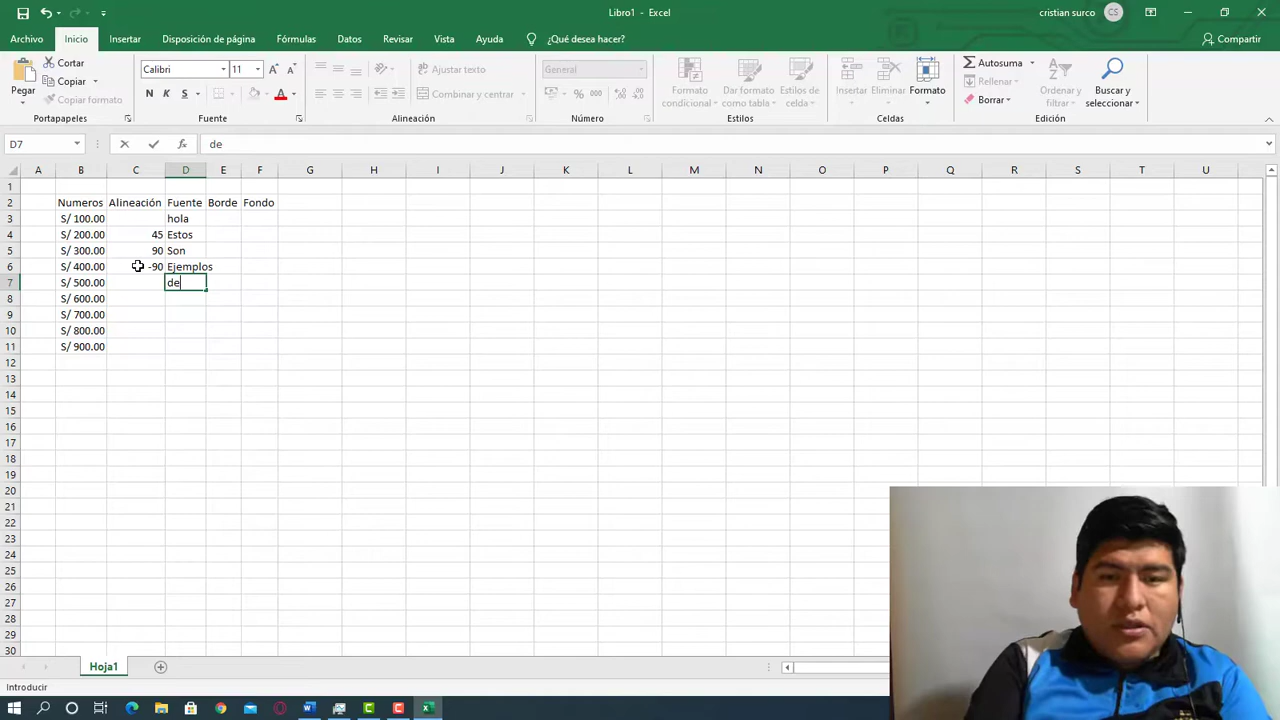 Libro1 - Excel
cristian surco CS
Archivo Inicio Insertar Disposición de página Fórmulas Datos Revisar Vista Ayuda ¿Qué desea hacer? Compartir
Pegar Cortar Copiar Copiar formato
Portapapeles
Calibri 11
N K S
Fuente
Ajustar texto
Combinar y centrar
Alineación
General
% 000
Número
Formato condicional Dar formato como tabla Estilos de celda
Estilos
Insertar Eliminar Formato
Celdas
Autosuma Rellenar Borrar
Ordenar y filtrar Buscar y seleccionar
Edición
D7 fx de
A B C D E F G H I J K L M N O P Q R S T U
1
2 Numeros Alineación Fuente Borde Fondo
3 S/ 100.00 hola
4 S/ 200.00 45 Estos
5 S/ 300.00 90 Son
6 S/ 400.00 -90 Ejemplos
7 S/ 500.00 de
8 S/ 600.00
9 S/ 700.00
10 S/ 800.00
11 S/ 900.00
12
13
14
15
16
17
18
19
20
21
22
23
24
25
26
27
28
29
30
Hoja1
Introducir